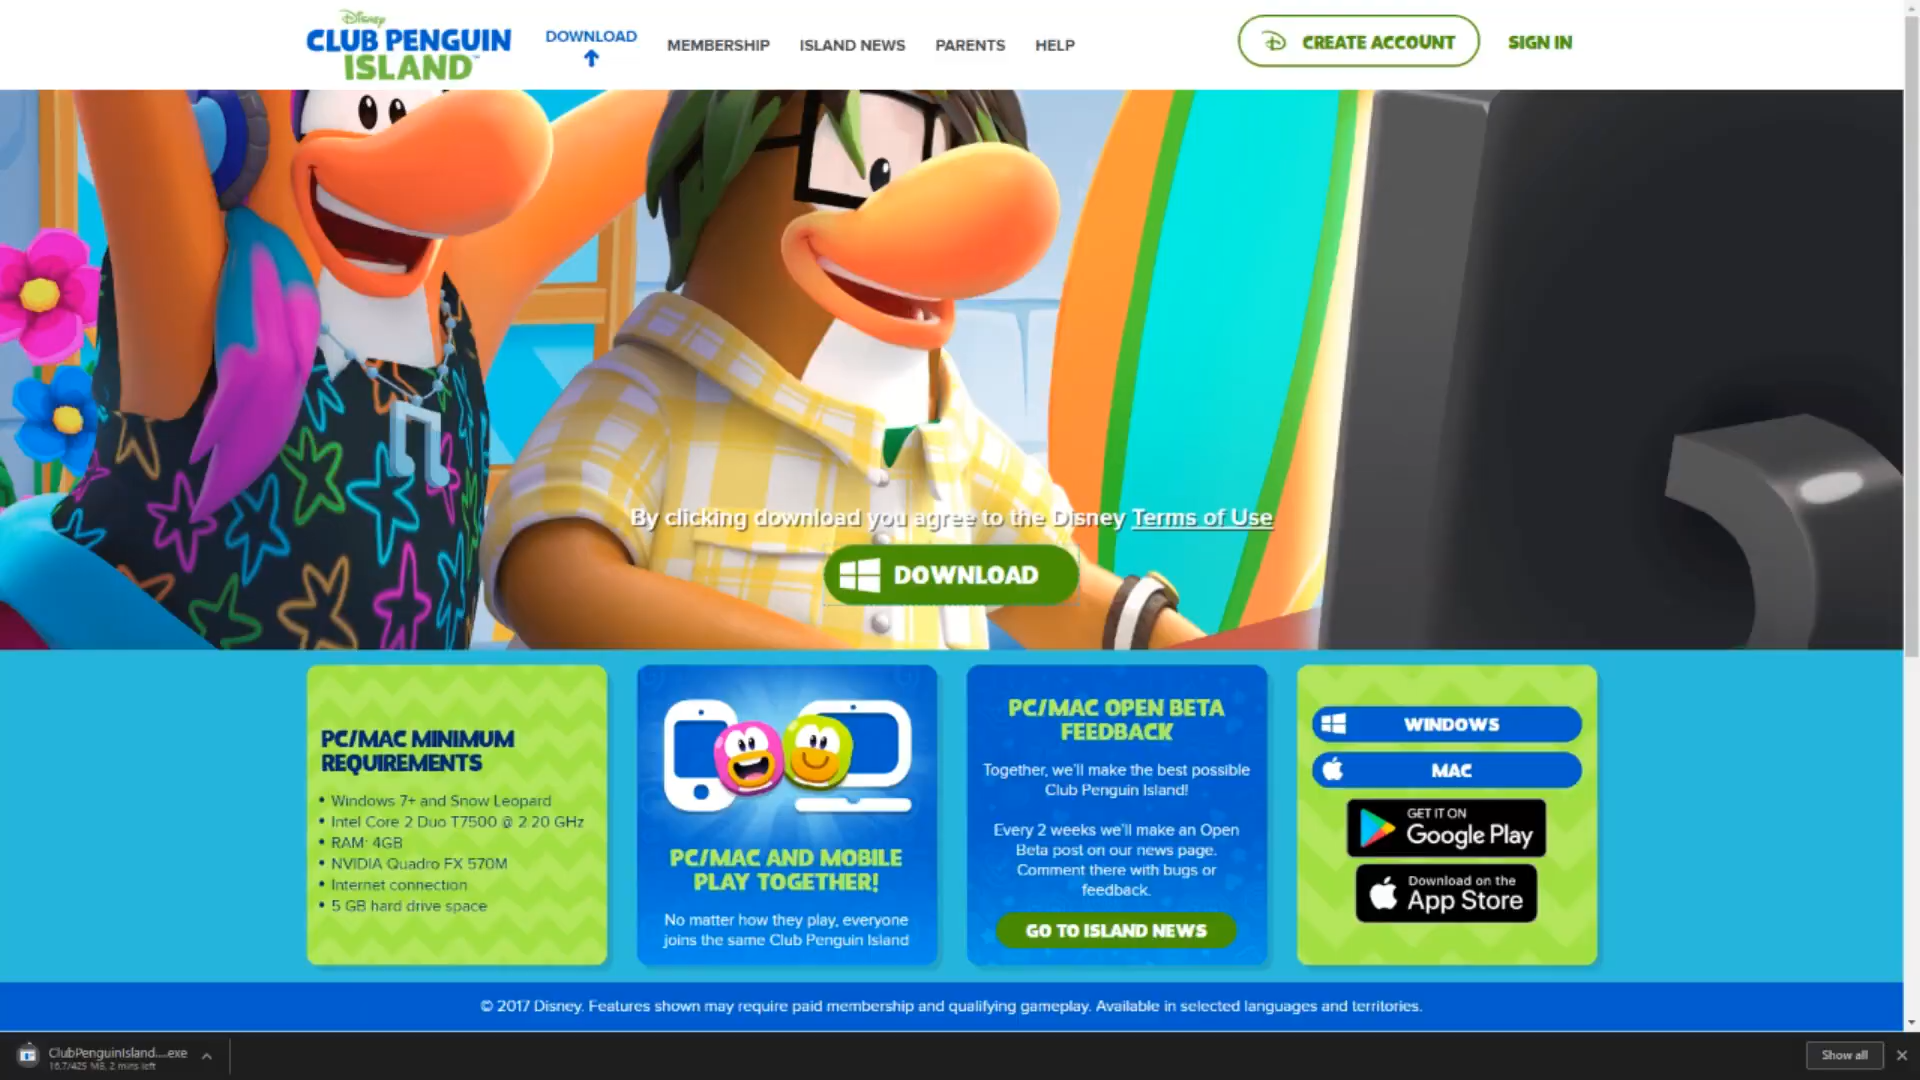 Disney
CLUB PENGUIN
ISLAND
DOWNLOAD
MEMBERSHIP
ISLAND NEWS
PARENTS
HELP
CREATE ACCOUNT
SIGN IN
By clicking download you agree to the Disney Terms of Use
DOWNLOAD
PC/MAC MINIMUM
REQUIREMENTS
• Windows 7+ and Snow Leopard
• Intel Core 2 Duo T7500 @ 2.20 GHz
• RAM: 4GB
• NVIDIA Quadro FX 570M
• Internet connection
• 5 GB hard drive space
PC/MAC AND MOBILE
PLAY TOGETHER!
No matter how they play, everyone
joins the same Club Penguin Island
PC/MAC OPEN BETA
FEEDBACK
Together, we'll make the best possible
Club Penguin Island!
Every 2 weeks we'll make an Open
Beta post on our news page.
Comment there with bugs or
feedback.
GO TO ISLAND NEWS
WINDOWS
MAC
GET IT ON
Google Play
Download on the
App Store
© 2017 Disney. Features shown may require paid membership and qualifying gameplay. Available in selected languages and territories.
ClubPenguinIsland....exe
16.7/425 MB, 2 mins left
Show all